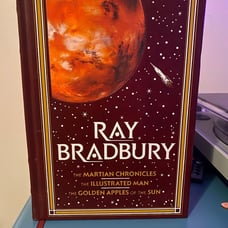 RAY
BRADBURY
THE MARTIAN CHRONICLES
THE ILLUSTRATED MAN
THE GOLDEN APPLES OF THE SUN